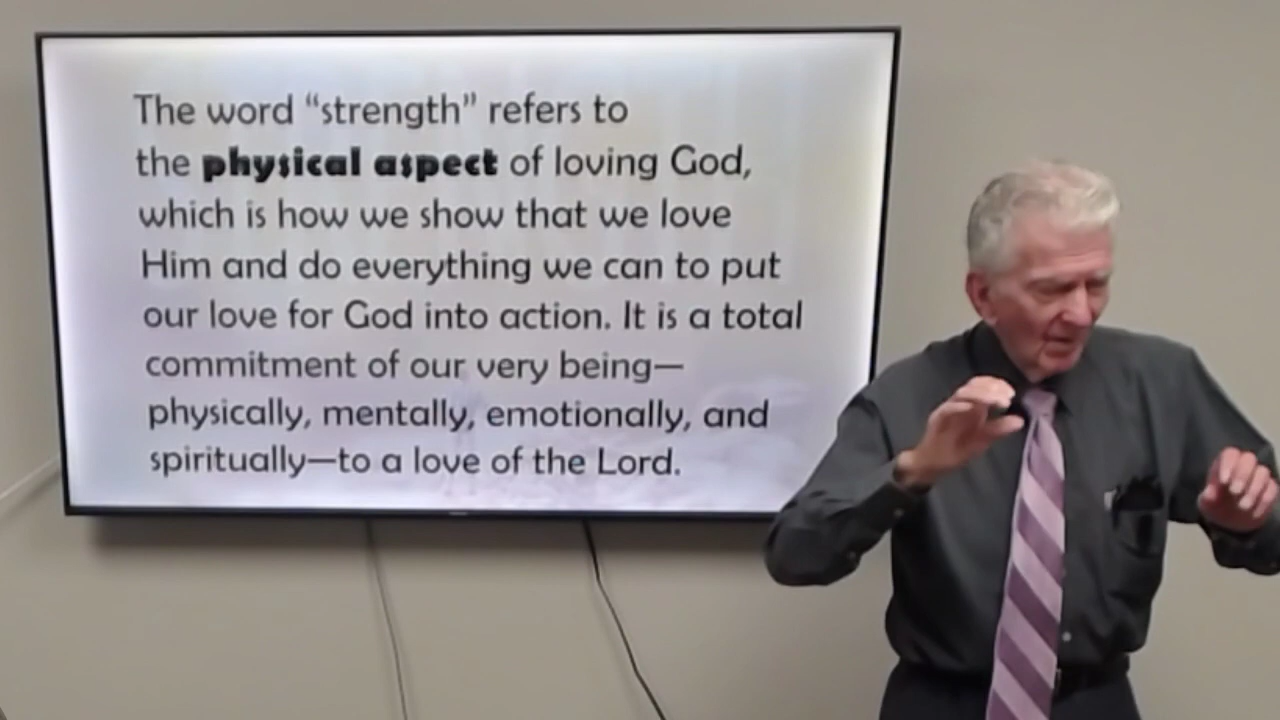 The word “strength” refers to
the physical aspect of loving God,
which is how we show that we love
Him and do everything we can to put
our love for God into action. It is a total
commitment of our very being—
physically, mentally, emotionally, and
spiritually—to a love of the Lord.